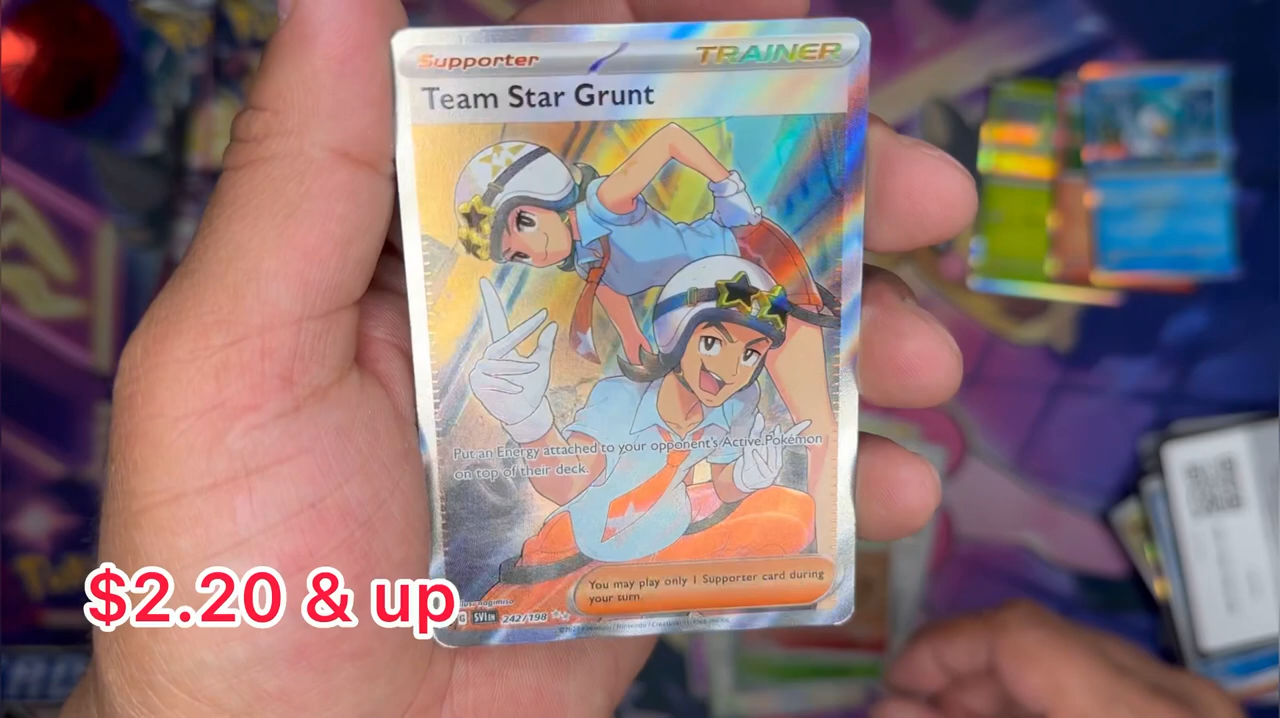 Supporter
TRAINER
Team Star Grunt
Put an Energy attached to your opponent's Active Pokémon
on top of their deck.
You may play only 1 Supporter card during
your turn.
$2.20 & up
G SVI EN 242/198